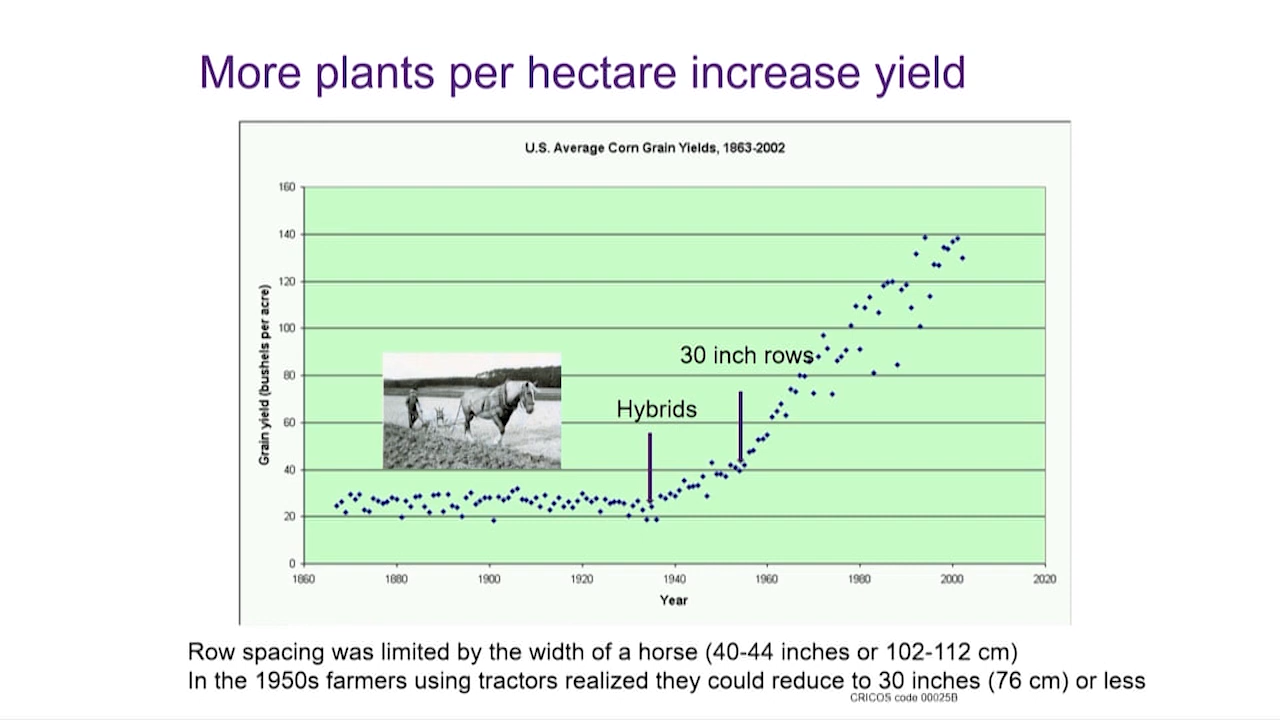 More plants per hectare increase yield
U.S. Average Corn Grain Yields, 1863-2002
Grain yield (bushels per acre)
160
140
120
100
80
60
40
20
0
30 inch rows
Hybrids
1860 1880 1900 1920 1940 1960 1980 2000 2020
Year
Row spacing was limited by the width of a horse (40-44 inches or 102-112 cm)
In the 1950s farmers using tractors realized they could reduce to 30 inches (76 cm) or less
CRICOS code 00025B